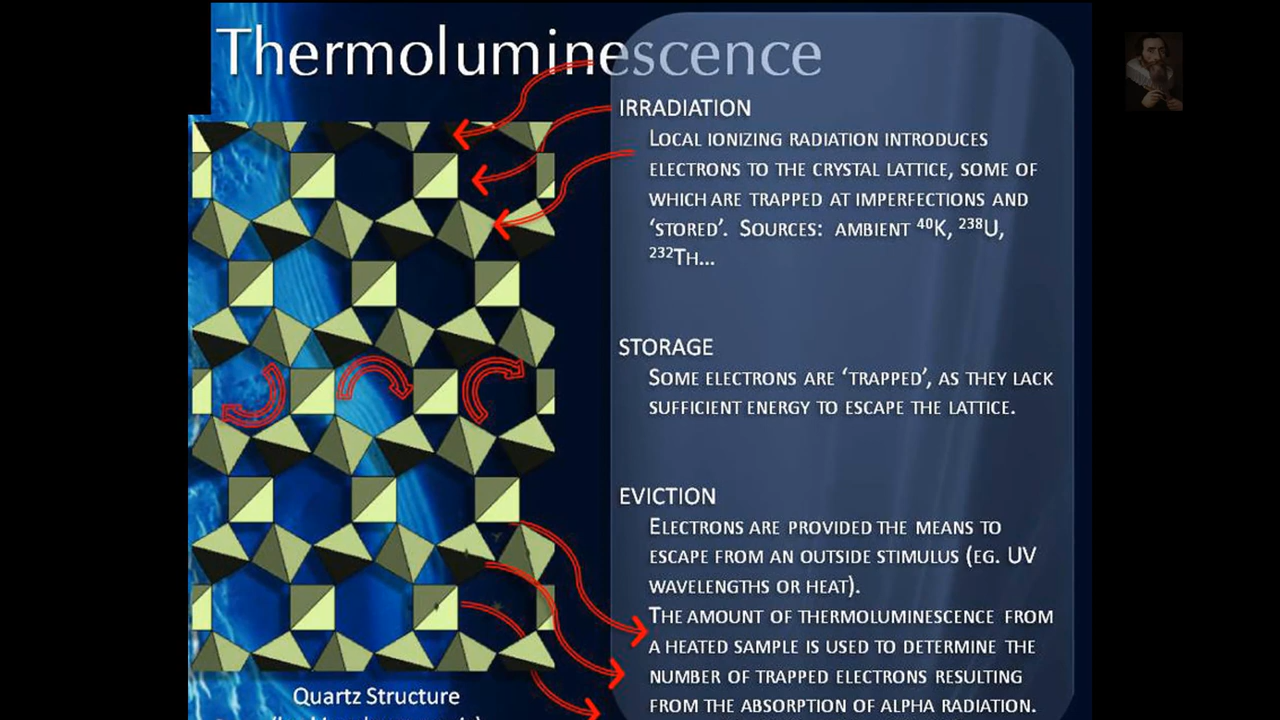 Thermoluminescence
IRRADIATION
LOCAL IONIZING RADIATION INTRODUCES
ELECTRONS TO THE CRYSTAL LATTICE, SOME OF
WHICH ARE TRAPPED AT IMPERFECTIONS AND
‘STORED’. SOURCES: AMBIENT ⁴⁰K, ²³⁸U,
²³²TH...
STORAGE
SOME ELECTRONS ARE ‘TRAPPED’, AS THEY LACK
SUFFICIENT ENERGY TO ESCAPE THE LATTICE.
EVICTION
ELECTRONS ARE PROVIDED THE MEANS TO
ESCAPE FROM AN OUTSIDE STIMULUS (EG. UV
WAVELENGTHS OR HEAT).
THE AMOUNT OF THERMOLUMINESCENCE FROM
A HEATED SAMPLE IS USED TO DETERMINE THE
NUMBER OF TRAPPED ELECTRONS RESULTING
FROM THE ABSORPTION OF ALPHA RADIATION.
Quartz Structure